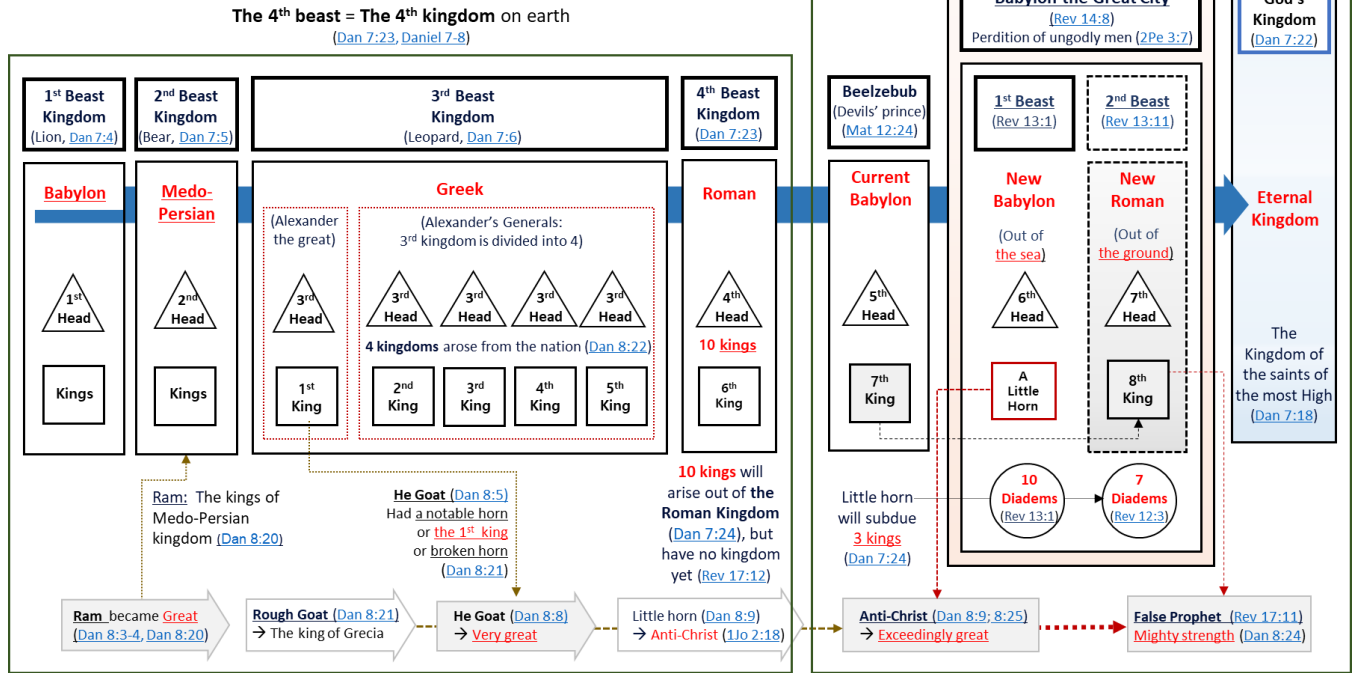 The 4th beast = The 4th kingdom on earth
(Dan 7:23, Daniel 7-8)
Babylon the Great City
(Rev 14:8)
Perdition of ungodly men (2Pe 3:7)
God's
Kingdom
(Dan 7:22)
1st Beast
Kingdom
(Lion, Dan 7:4)
2nd Beast
Kingdom
(Bear, Dan 7:5)
3rd Beast
Kingdom
(Leopard, Dan 7:6)
4th Beast
Kingdom
(Dan 7:23)
Beelzebub
(Devils' prince)
(Mat 12:24)
1st Beast
(Rev 13:1)
2nd Beast
(Rev 13:11)
Babylon
Medo-
Persian
Greek
Roman
Current
Babylon
New
Babylon
New
Roman
Eternal
Kingdom
(Alexander
the great)
(Alexander's Generals:
3rd kingdom is divided into 4)
(Out of
the sea)
(Out of
the ground)
1st
Head
2nd
Head
3rd
Head
3rd
Head
3rd
Head
3rd
Head
3rd
Head
4th
Head
5th
Head
6th
Head
7th
Head
4 kingdoms arose from the nation (Dan 8:22)
10 kings
Kings
Kings
1st
King
2nd
King
3rd
King
4th
King
5th
King
6th
King
7th
King
A
Little
Horn
8th
King
The
Kingdom of
the saints of
the most High
(Dan 7:18)
Ram: The kings of
Medo-Persian
kingdom (Dan 8:20)
He Goat (Dan 8:5)
Had a notable horn
or the 1st king
or broken horn
(Dan 8:21)
10 kings will
arise out of the
Roman Kingdom
(Dan 7:24), but
have no kingdom
yet (Rev 17:12)
Little horn
will subdue
3 kings
(Dan 7:24)
10
Diadems
(Rev 13:1)
7
Diadems
(Rev 12:3)
Ram became Great
(Dan 8:3-4, Dan 8:20)
Rough Goat (Dan 8:21)
→ The king of Grecia
He Goat (Dan 8:8)
→ Very great
Little horn (Dan 8:9)
→ Anti-Christ (1Jo 2:18)
Anti-Christ (Dan 8:9; 8:25)
→ Exceedingly great
False Prophet (Rev 17:11)
Mighty strength (Dan 8:24)